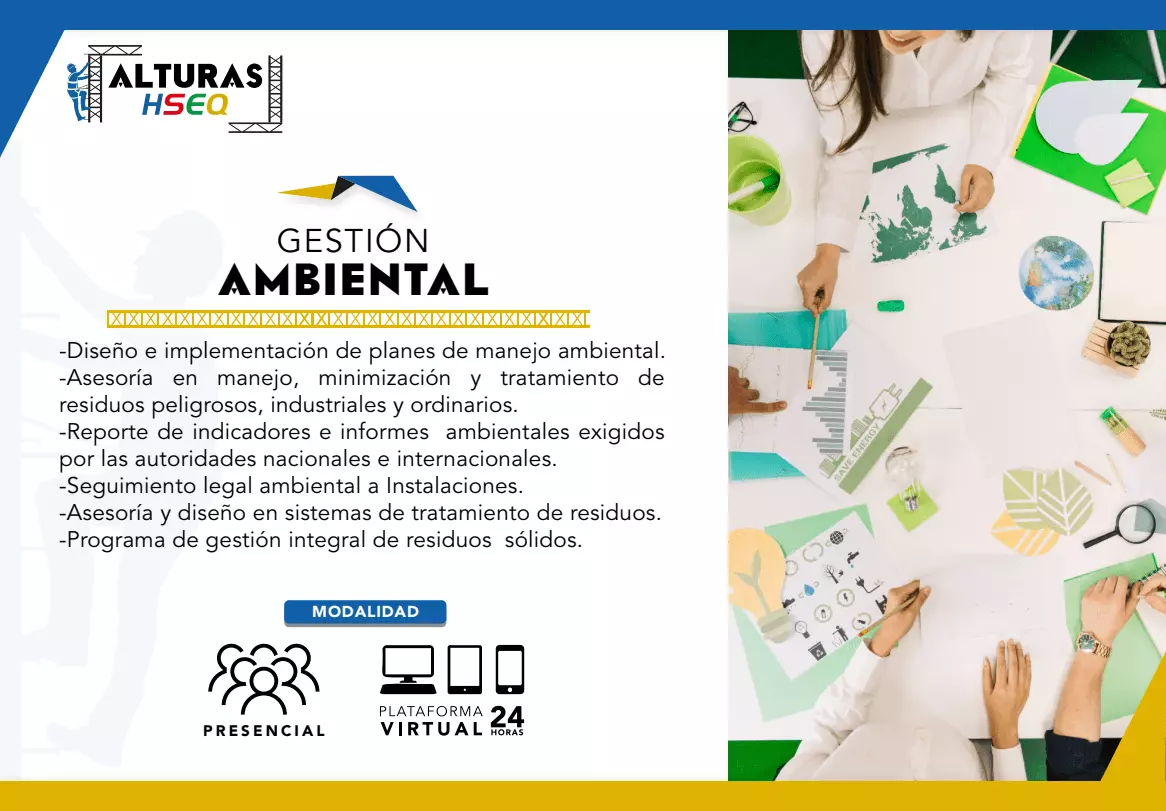 ALTURAS
HSEQ
GESTIÓN
AMBIENTAL
-Diseño e implementación de planes de manejo ambiental.
-Asesoría en manejo, minimización y tratamiento de
residuos peligrosos, industriales y ordinarios.
-Reporte de indicadores e informes ambientales exigidos
por las autoridades nacionales e internacionales.
-Seguimiento legal ambiental a Instalaciones.
-Asesoría y diseño en sistemas de tratamiento de residuos.
-Programa de gestión integral de residuos sólidos.
MODALIDAD
PRESENCIAL
PLATAFORMA
VIRTUAL 24
HORAS
SAVE ENERGY